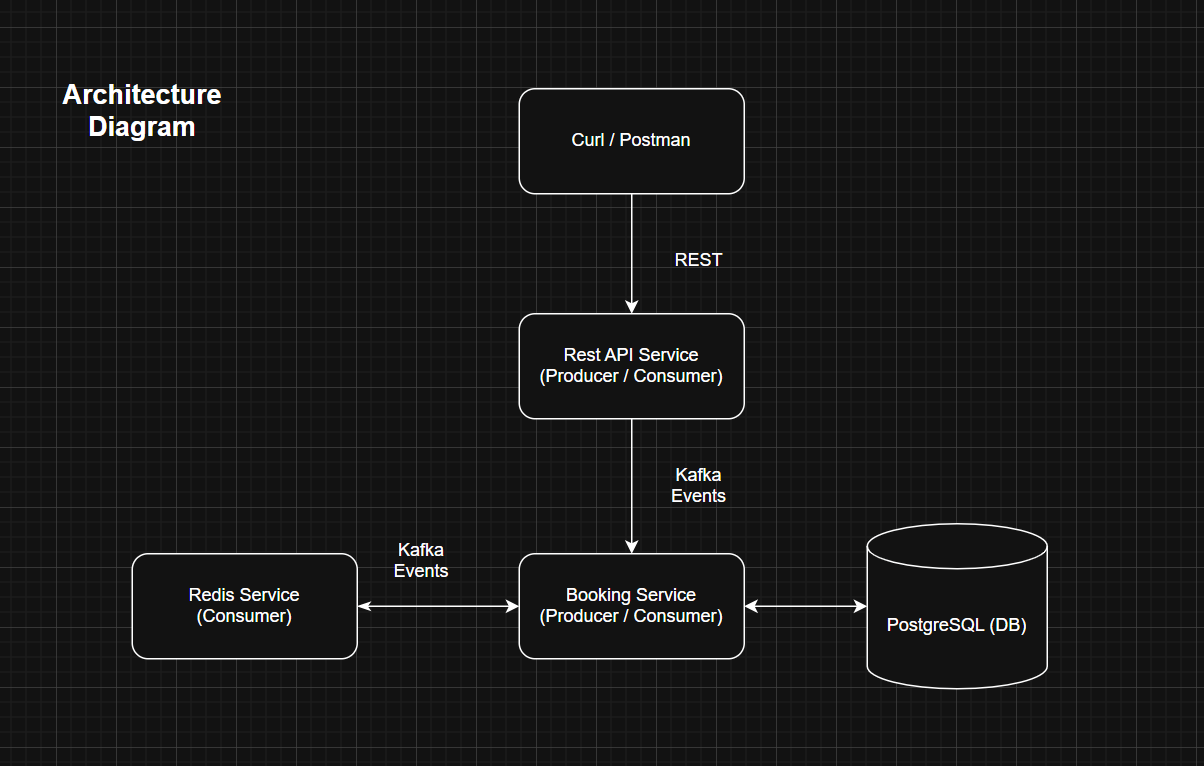 Architecture
Diagram
Curl / Postman
REST
Rest API Service
(Producer / Consumer)
Kafka
Events
Kafka
Events
Redis Service
(Consumer)
Booking Service
(Producer / Consumer)
PostgreSQL (DB)